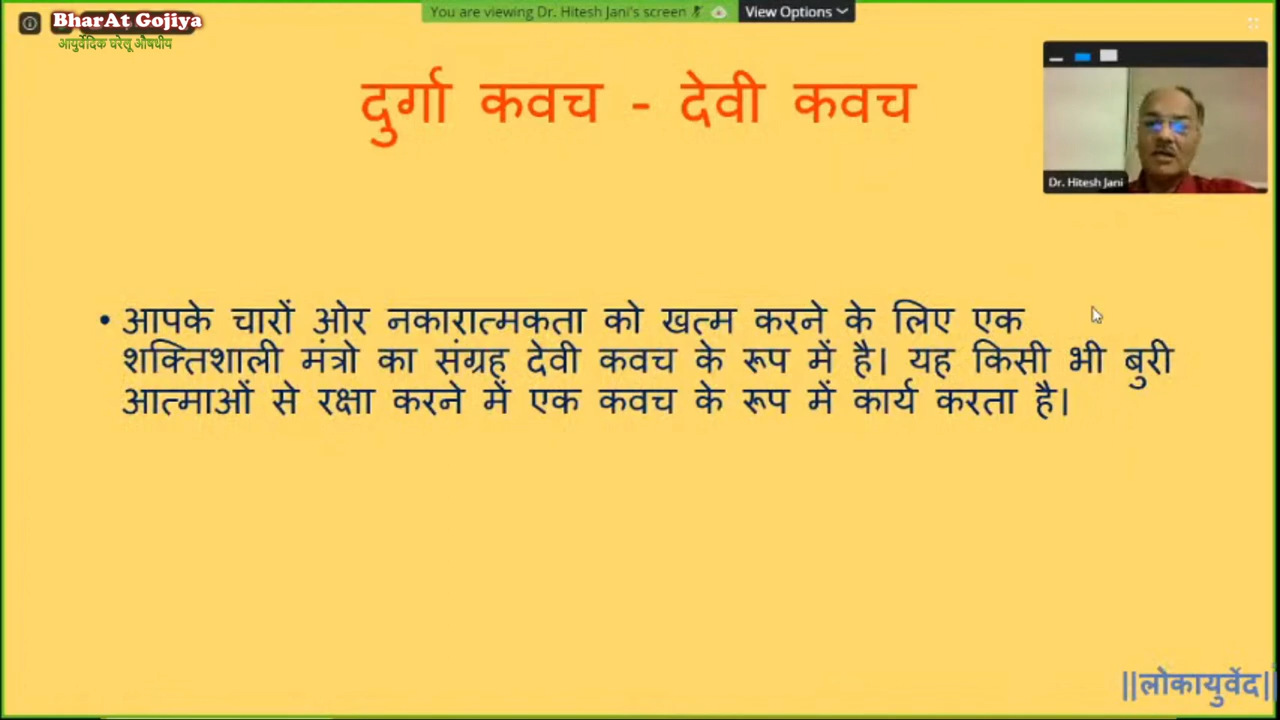 BharAt Gojiya
आयुर्वेदिक घरेलू औषधीय
You are viewing Dr. Hitesh Jani's screen
View Options
दुर्गा कवच - देवी कवच
Dr. Hitesh Jani
• आपके चारों ओर नकारात्मकता को खत्म करने के लिए एक
शक्तिशाली मंत्रो का संग्रह देवी कवच के रूप में है। यह किसी भी बुरी
आत्माओं से रक्षा करने में एक कवच के रूप में कार्य करता है।
||लोकायुर्वेद|